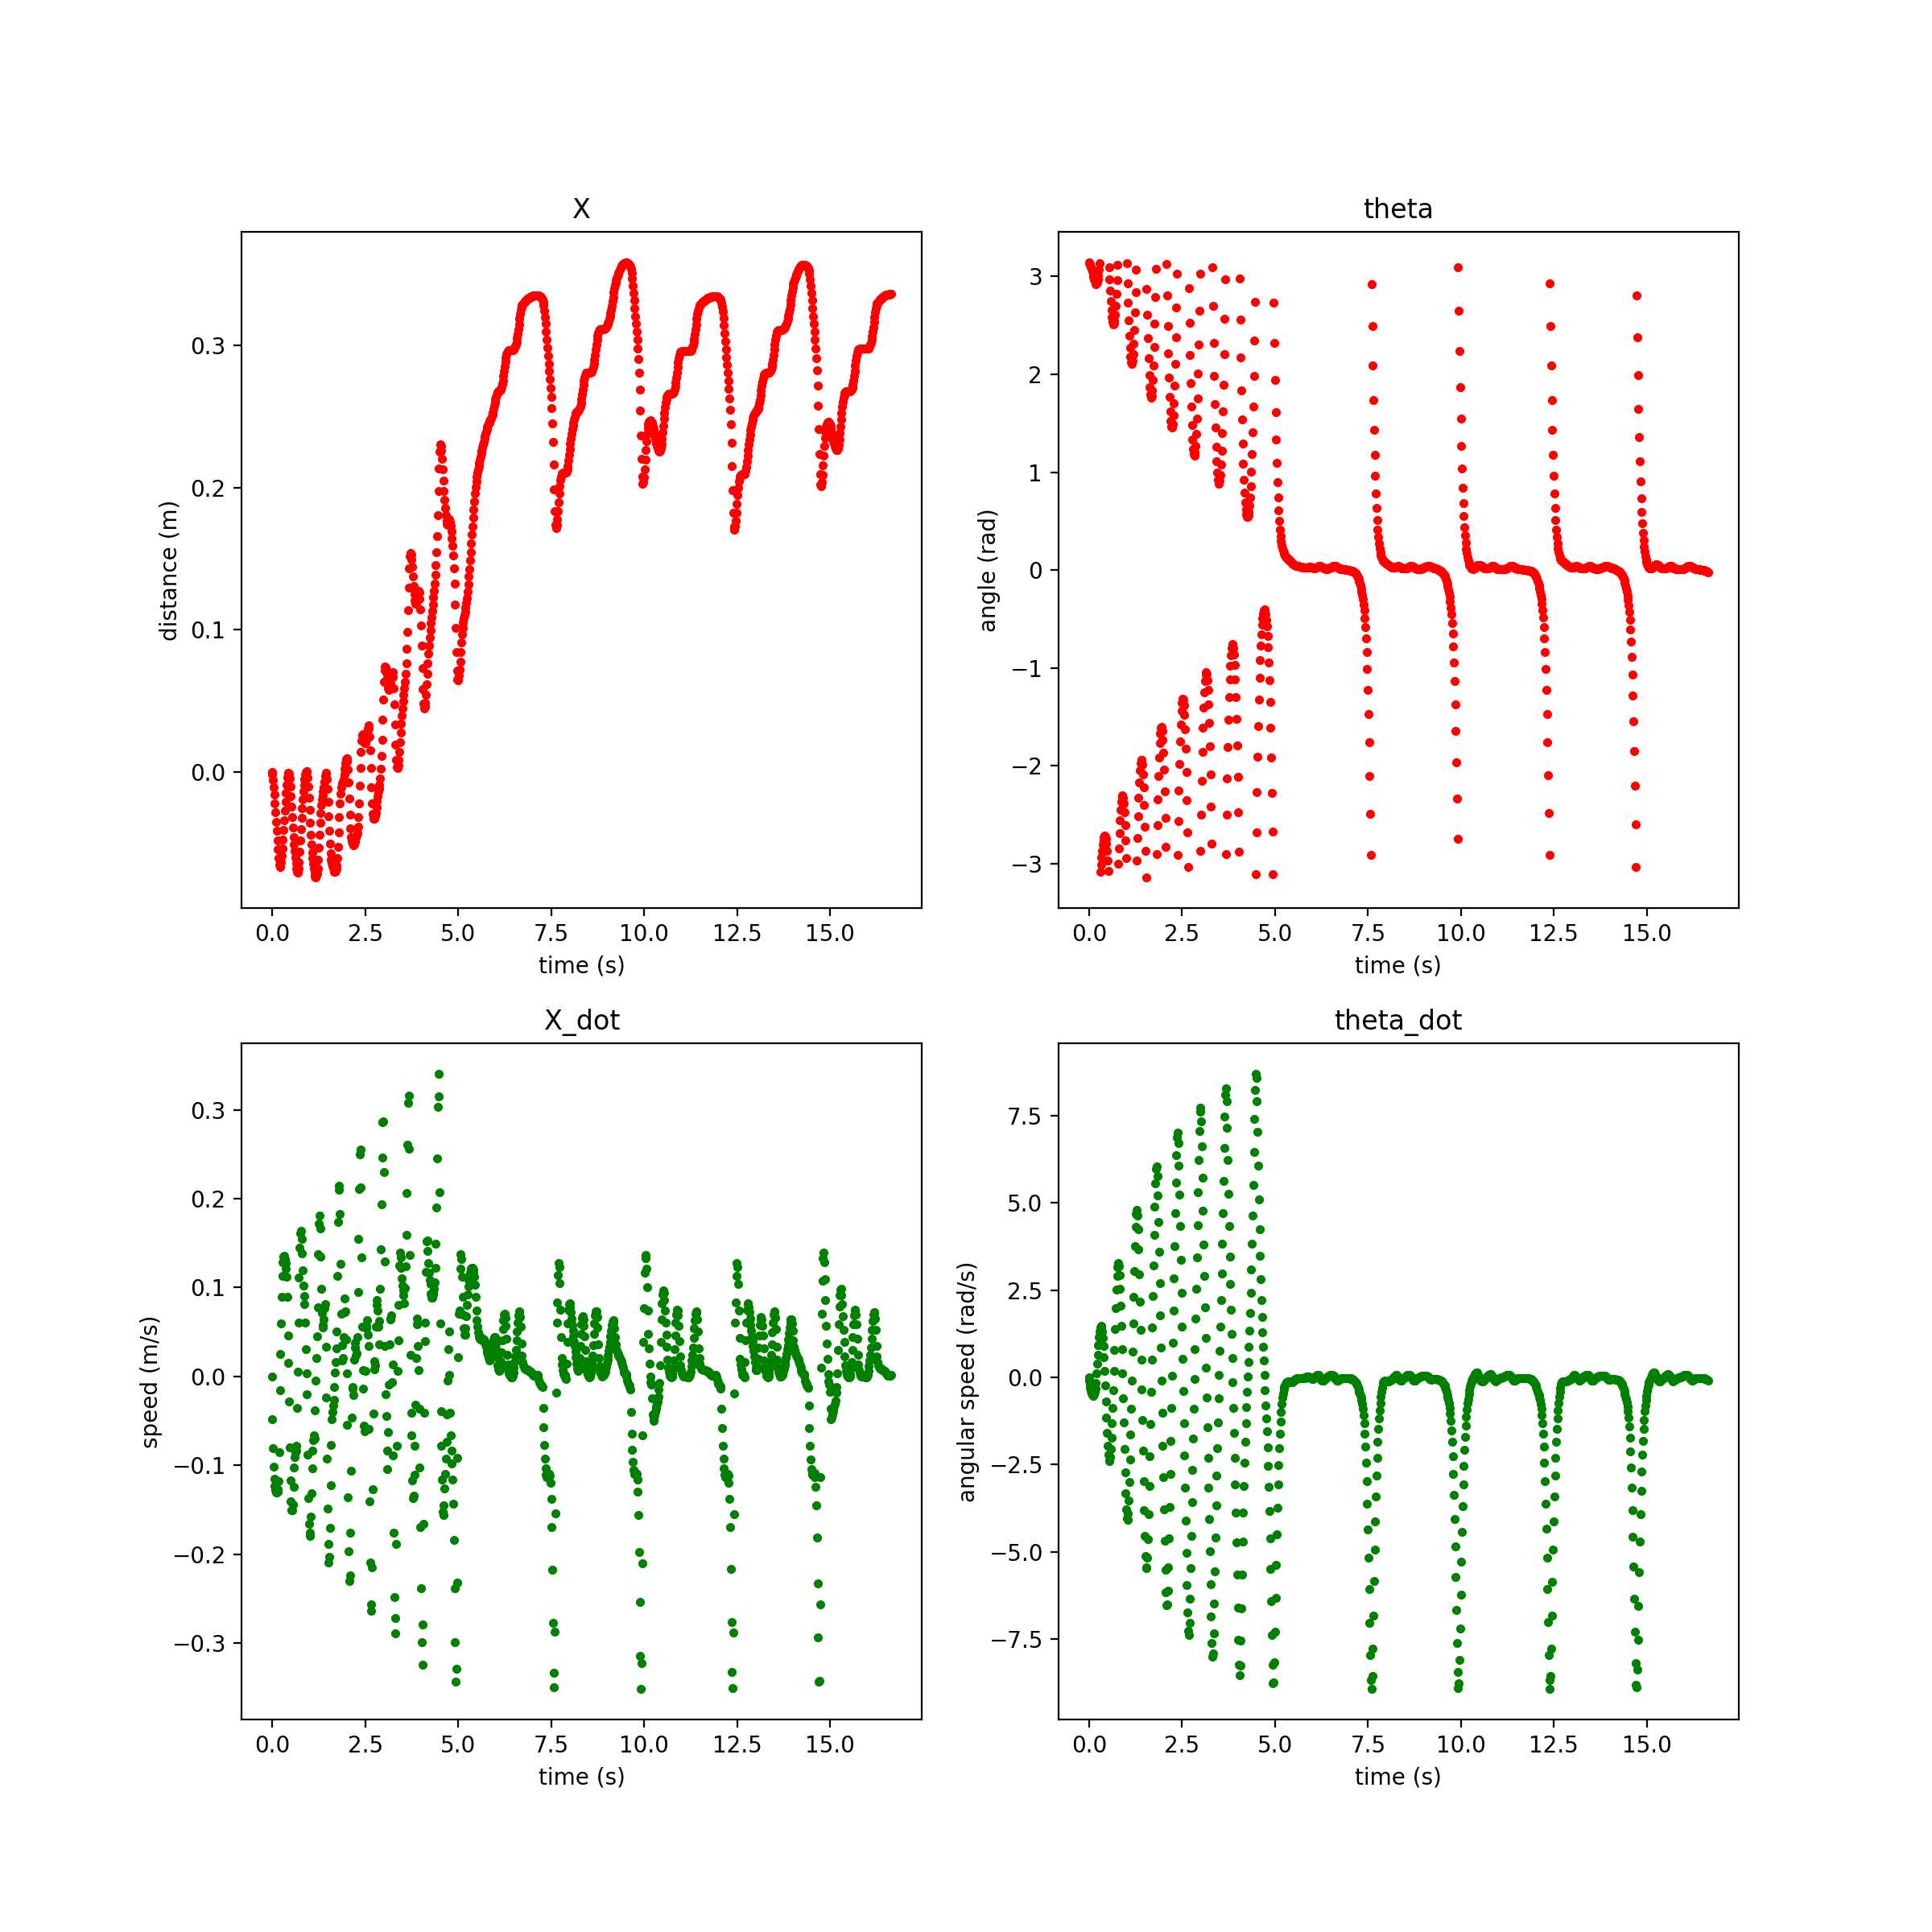 X
0.3
0.2
0.1
0.0
distance (m)
0.0 2.5 5.0 7.5 10.0 12.5 15.0
time (s)
theta
3
2
1
0
−1
−2
−3
angle (rad)
0.0 2.5 5.0 7.5 10.0 12.5 15.0
time (s)
X_dot
0.3
0.2
0.1
0.0
−0.1
−0.2
−0.3
speed (m/s)
0.0 2.5 5.0 7.5 10.0 12.5 15.0
time (s)
theta_dot
7.5
5.0
2.5
0.0
−2.5
−5.0
−7.5
angular speed (rad/s)
0.0 2.5 5.0 7.5 10.0 12.5 15.0
time (s)